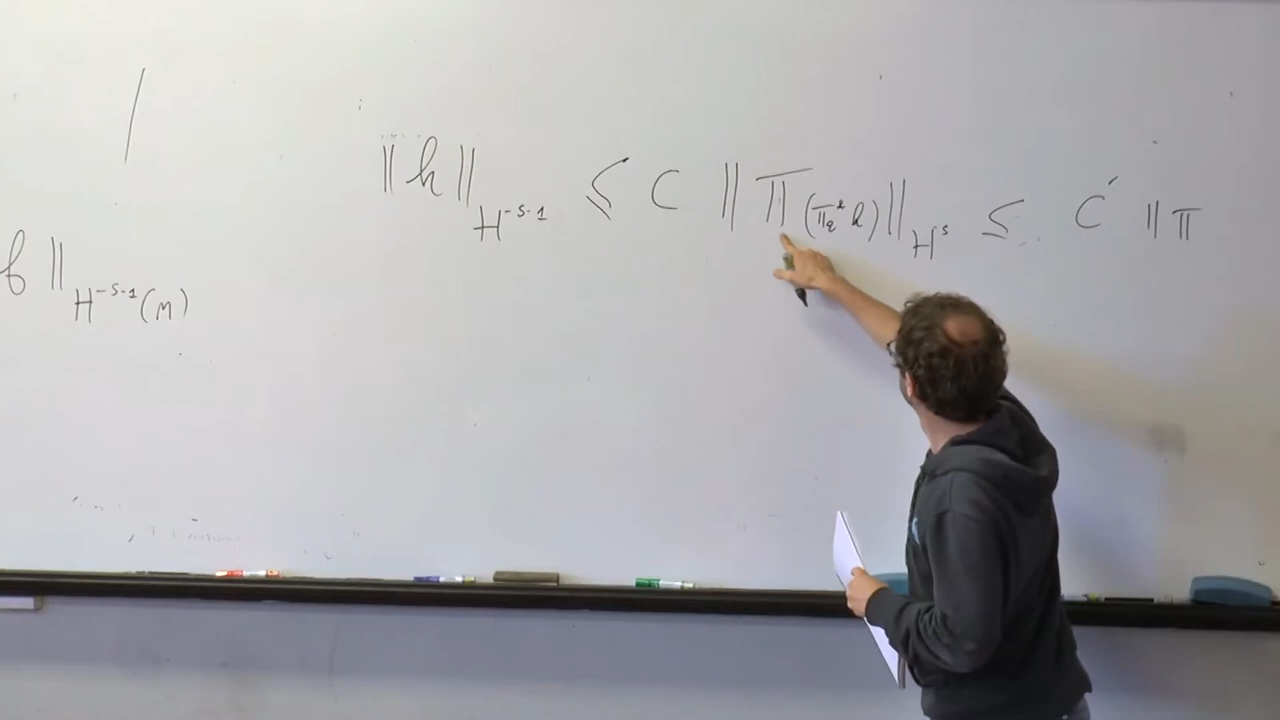 ‖h‖_{H^{-s-1}} ≤ C ‖Π(π_2^* h)‖_{H^s} ≤ C' ‖π
f‖_{H^{-s-1}(M)}